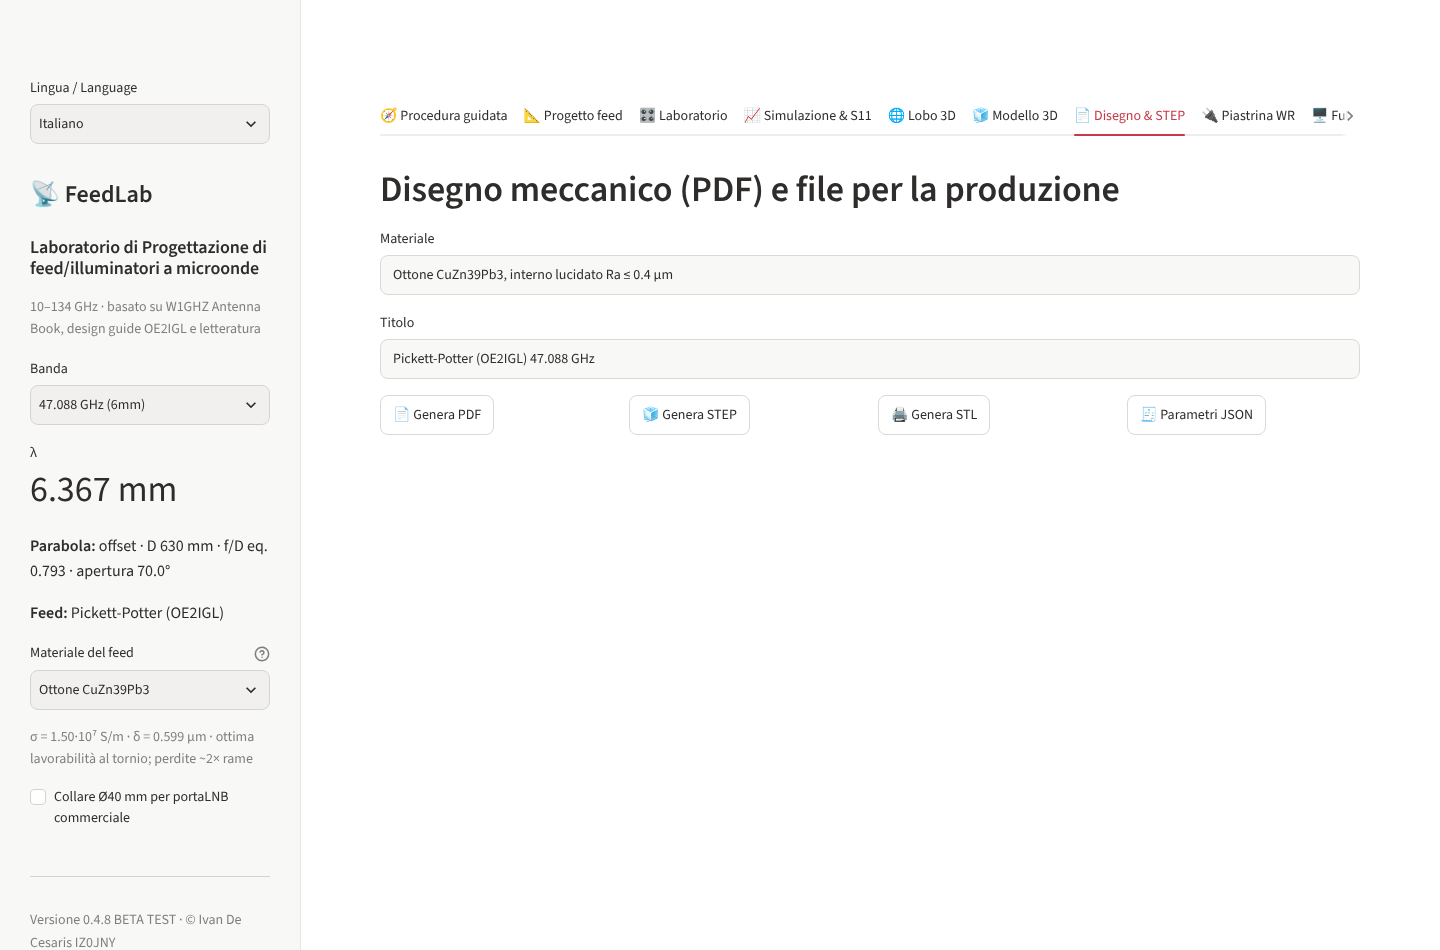 Lingua / Language
Italiano
📡 FeedLab
Laboratorio di Progettazione di
feed/illuminatori a microonde
10–134 GHz · basato su W1GHZ Antenna
Book, design guide OE2IGL e letteratura
Banda
47.088 GHz (6mm)
λ
6.367 mm
Parabola: offset · D 630 mm · f/D eq.
0.793 · apertura 70.0°
Feed: Pickett-Potter (OE2IGL)
Materiale del feed
Ottone CuZn39Pb3
σ = 1.50·10⁷ S/m · δ = 0.599 µm · ottima
lavorabilità al tornio; perdite ~2× rame
Collare Ø40 mm per portaLNB
commerciale
Versione 0.4.8 BETA TEST · © Ivan De
Cesaris IZ0JNY
🧭 Procedura guidata 📐 Progetto feed 🎛️ Laboratorio 📈 Simulazione & S11 🌐 Lobo 3D 🧊 Modello 3D 📄 Disegno & STEP 🔌 Piastrina WR 🖥️ Fu
Disegno meccanico (PDF) e file per la produzione
Materiale
Ottone CuZn39Pb3, interno lucidato Ra ≤ 0.4 µm
Titolo
Pickett-Potter (OE2IGL) 47.088 GHz
📄 Genera PDF 🧊 Genera STEP 🖨️ Genera STL 🧾 Parametri JSON